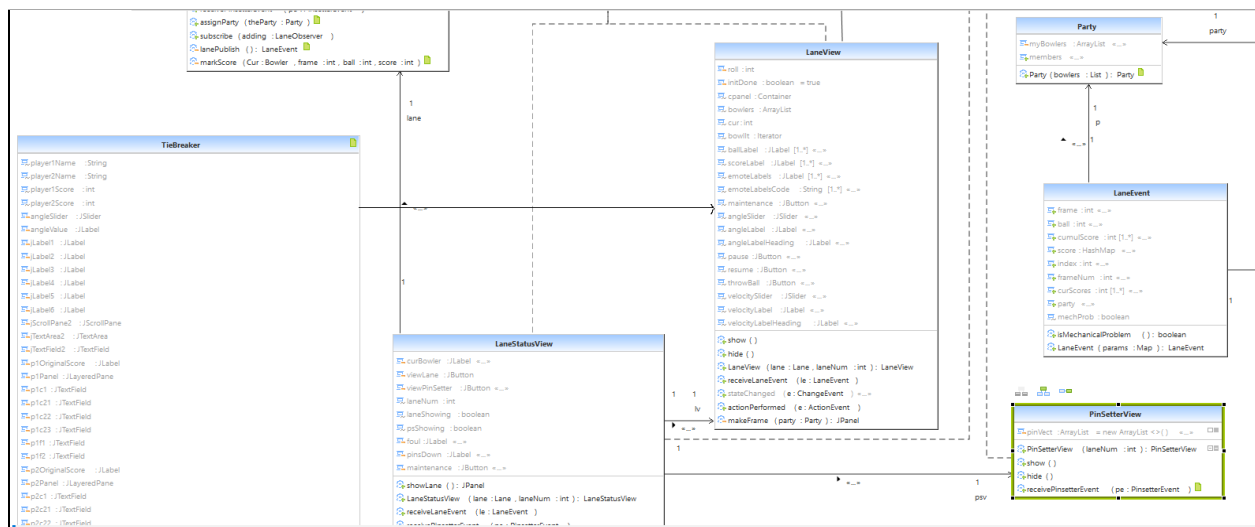 assignParty (theParty : Party)
subscribe (adding : LaneObserver )
lanePublish () : LaneEvent
markScore (Cur : Bowler , frame : int , ball : int , score : int )
1
lane
TieBreaker
player1Name : String
player2Name : String
player1Score : int
player2Score : int
angleSlider : JSlider
angleValue : JLabel
jLabel1 : JLabel
jLabel2 : JLabel
jLabel3 : JLabel
jLabel4 : JLabel
jLabel5 : JLabel
jLabel6 : JLabel
jScrollPane2 : JScrollPane
jTextArea2 : JTextArea
jTextField2 : JTextField
p1OriginalScore : JLabel
p1Panel : JLayeredPane
p1c1 : JTextField
p1c21 : JTextField
p1c22 : JTextField
p1c23 : JTextField
p1f1 : JTextField
p1f2 : JTextField
p2OriginalScore : JLabel
p2Panel : JLayeredPane
p2c1 : JTextField
p2c21 : JTextField
p2c22 : JTextField
«...»
1
LaneStatusView
curBowler : JLabel «...»
viewLane : JButton
viewPinSetter : JButton «...»
laneNum : int
laneShowing : boolean
psShowing : boolean
foul : JLabel «...»
pinsDown : JLabel «...»
maintenance : JButton «...»
showLane () : JPanel
LaneStatusView (lane : Lane , laneNum : int ) : LaneStatusView
receiveLaneEvent (le : LaneEvent )
1 1
lv
«...»
1
LaneView
roll : int
initDone : boolean = true
cpanel : Container
bowlers : ArrayList
cur : int
bowlIt : Iterator
ballLabel : JLabel [1..*] «...»
scoreLabel : JLabel [1..*] «...»
emoteLabels : JLabel [1..*] «...»
emoteLabelsCode : String [1..*] «...»
maintenance : JButton «...»
angleSlider : JSlider «...»
angleLabel : JLabel «...»
angleLabelHeading : JLabel «...»
pause : JButton «...»
resume : JButton «...»
throwBall : JButton «...»
velocitySlider : JSlider «...»
velocityLabel : JLabel «...»
velocityLabelHeading : JLabel «...»
show ()
hide ()
LaneView (lane : Lane , laneNum : int ) : LaneView
receiveLaneEvent (le : LaneEvent )
stateChanged (e : ChangeEvent ) «...»
actionPerformed (e : ActionEvent )
makeFrame (party : Party ) : JPanel
«...»
1
psv
Party
myBowlers : ArrayList «...»
members «...»
Party (bowlers : List ) : Party
1
party
1
p
«...» 1
LaneEvent
frame : int «...»
ball : int «...»
cumulScore : int [1..*] «...»
score : HashMap «...»
index : int «...»
frameNum : int «...»
curScores : int [1..*] «...»
party «...»
mechProb : boolean
isMechanicalProblem () : boolean
LaneEvent (params : Map ) : LaneEvent
1
PinSetterView
pinVect : ArrayList = new ArrayList <>() «...»
PinSetterView (laneNum : int ) : PinSetterView
show ()
hide ()
receivePinsetterEvent (pe : PinsetterEvent )